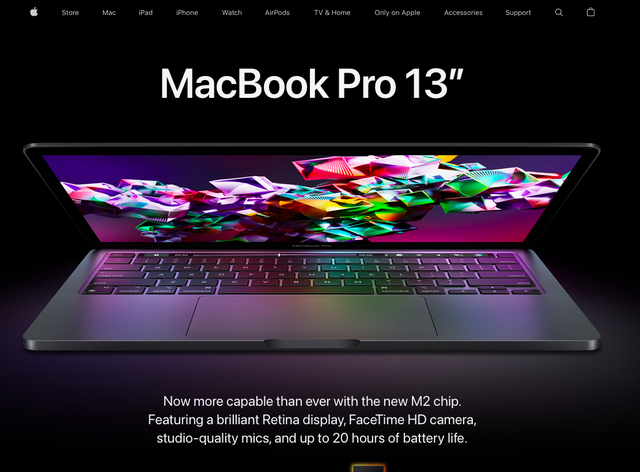 Store Mac iPad iPhone Watch AirPods TV & Home Only on Apple Accessories Support
MacBook Pro 13”
MacBook Pro
Now more capable than ever with the new M2 chip.
Featuring a brilliant Retina display, FaceTime HD camera,
studio-quality mics, and up to 20 hours of battery life.